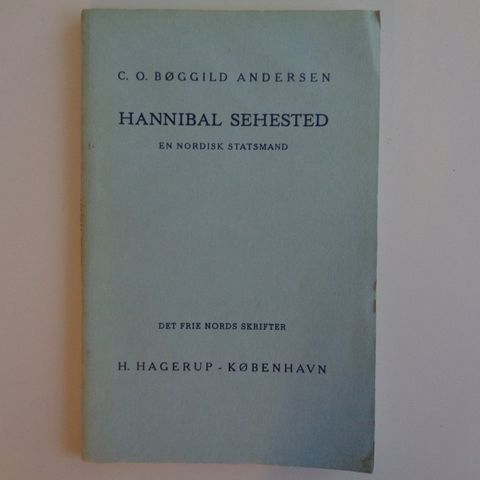 C. O. BØGGILD ANDERSEN
HANNIBAL SEHESTED
EN NORDISK STATSMAND
DET FRIE NORDS SKRIFTER
H. HAGERUP - KØBENHAVN